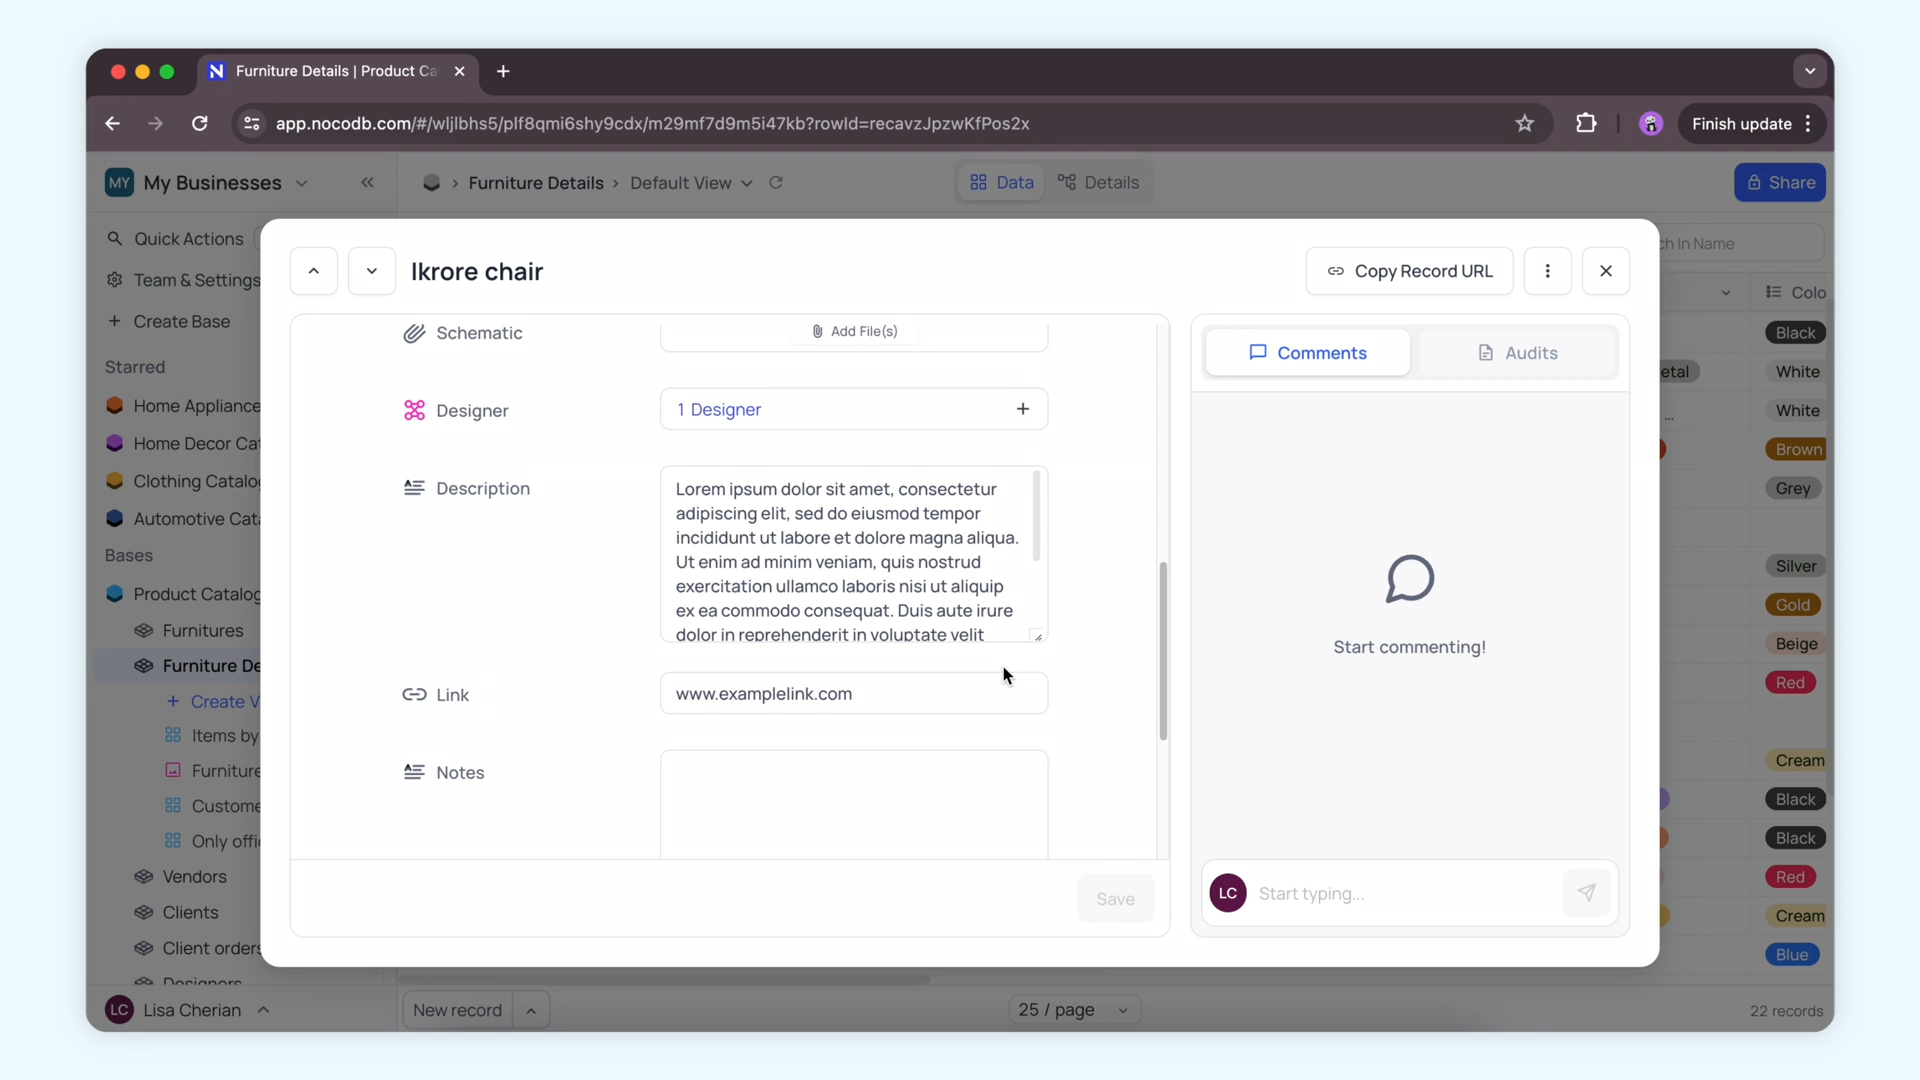 Furniture Details | Product Ca
app.nocodb.com/#/wljlbhs5/plf8qmi6shy9cdx/m29mf7d9m5i47kb?rowId=recavzJpzwKfPos2x
Finish update
MY My Businesses
Furniture Details
Default View
Data
Details
Share
Quick Actions
Team & Settings
Create Base
Starred
Home Appliance
Home Decor Cat
Clothing Catalog
Automotive Cata
Bases
Product Catalog
Furnitures
Furniture De
Create V
Items by
Furniture
Custome
Only offi
Vendors
Clients
Client orders
Designers
LC Lisa Cherian
Ikrore chair
Copy Record URL
Schematic
Add File(s)
Designer
1 Designer
Description
Lorem ipsum dolor sit amet, consectetur
adipiscing elit, sed do eiusmod tempor
incididunt ut labore et dolore magna aliqua.
Ut enim ad minim veniam, quis nostrud
exercitation ullamco laboris nisi ut aliquip
ex ea commodo consequat. Duis aute irure
dolor in reprehenderit in voluptate velit
Link
www.examplelink.com
Notes
Save
Comments
Audits
Start commenting!
LC Start typing...
ch In Name
Colo
Black
etal
White
...
White
Brown
Grey
Silver
Gold
Beige
Red
Cream
Black
Black
Red
Cream
Blue
New record
25 / page
22 records